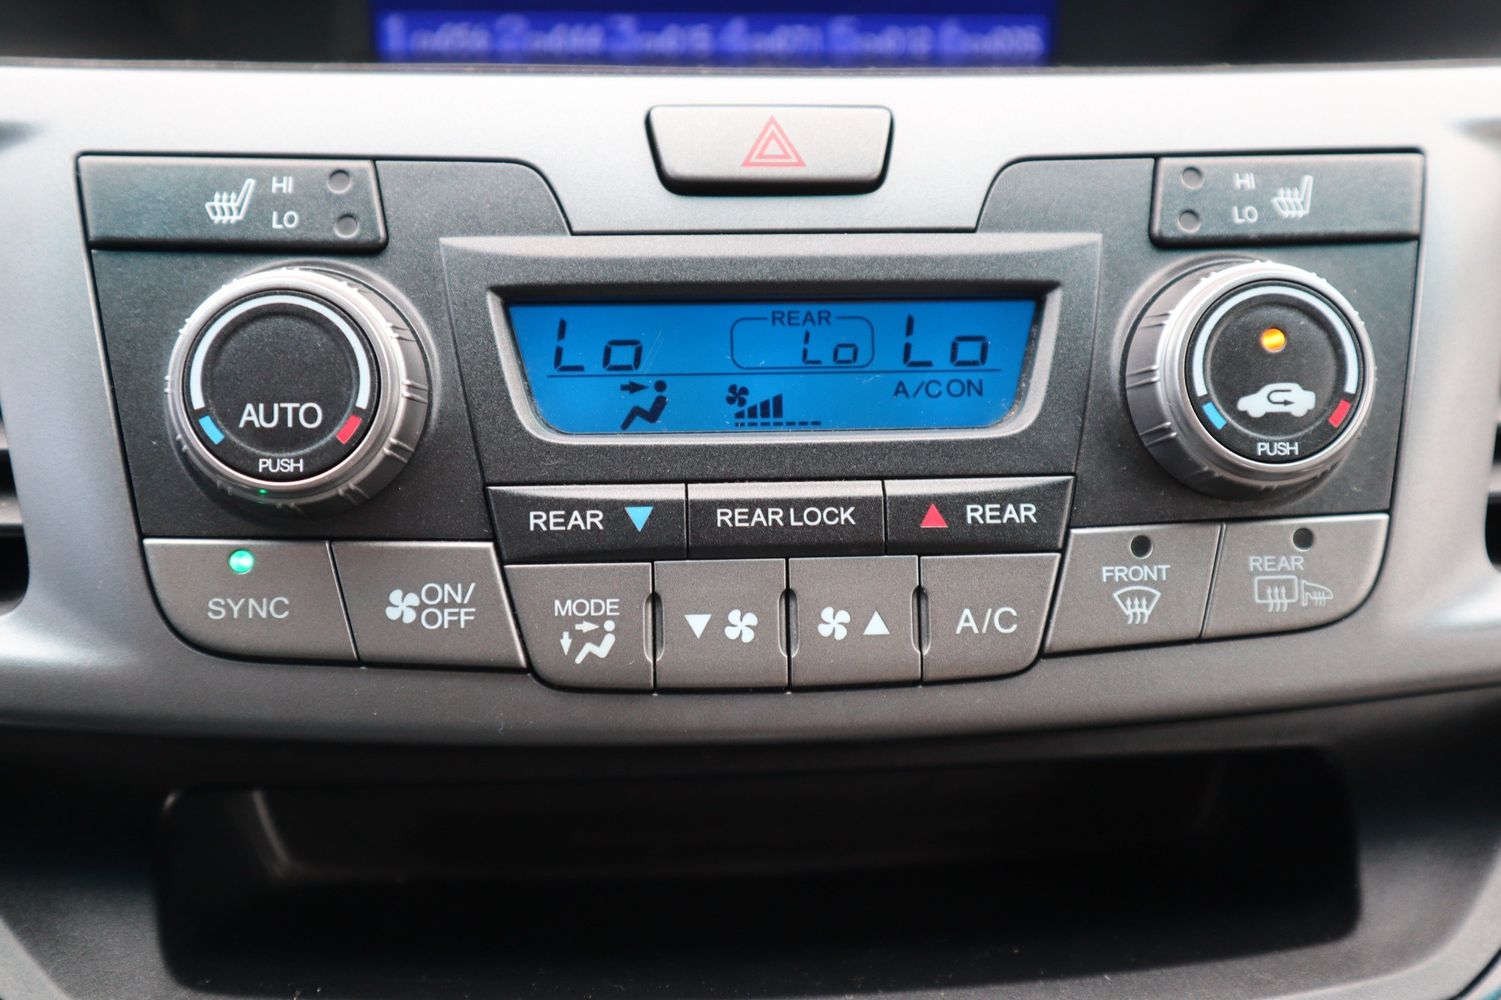 HI
LO
HI
LO
Lo
REAR
Lo
Lo
A/C ON
AUTO
PUSH
PUSH
REAR
REAR LOCK
REAR
SYNC
ON/
OFF
MODE
A/C
FRONT
REAR